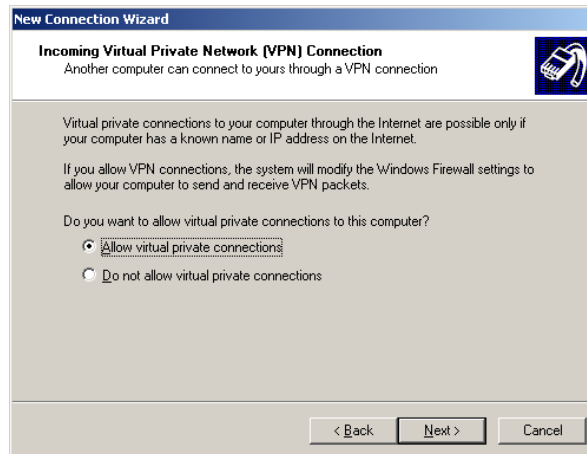 New Connection Wizard
Incoming Virtual Private Network (VPN) Connection
Another computer can connect to yours through a VPN connection
Virtual private connections to your computer through the Internet are possible only if
your computer has a known name or IP address on the Internet.
If you allow VPN connections, the system will modify the Windows Firewall settings to
allow your computer to send and receive VPN packets.
Do you want to allow virtual private connections to this computer?
Allow virtual private connections
Do not allow virtual private connections
< Back Next > Cancel